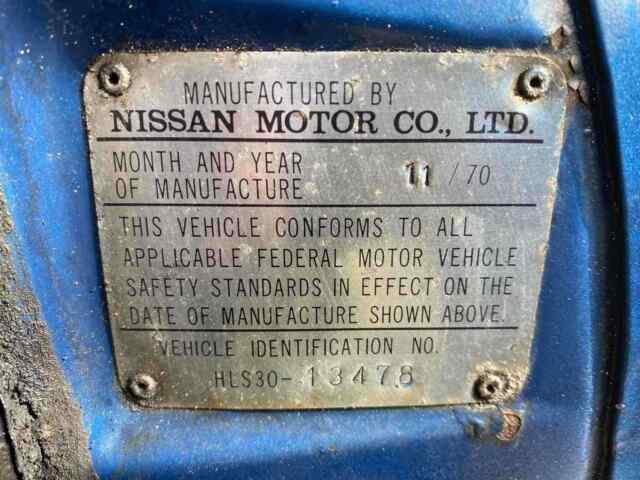 MANUFACTURED BY
NISSAN MOTOR CO., LTD.
MONTH AND YEAR
OF MANUFACTURE 11 / 70
THIS VEHICLE CONFORMS TO ALL
APPLICABLE FEDERAL MOTOR VEHICLE
SAFETY STANDARDS IN EFFECT ON THE
DATE OF MANUFACTURE SHOWN ABOVE.
VEHICLE IDENTIFICATION NO.
HLS30-13478